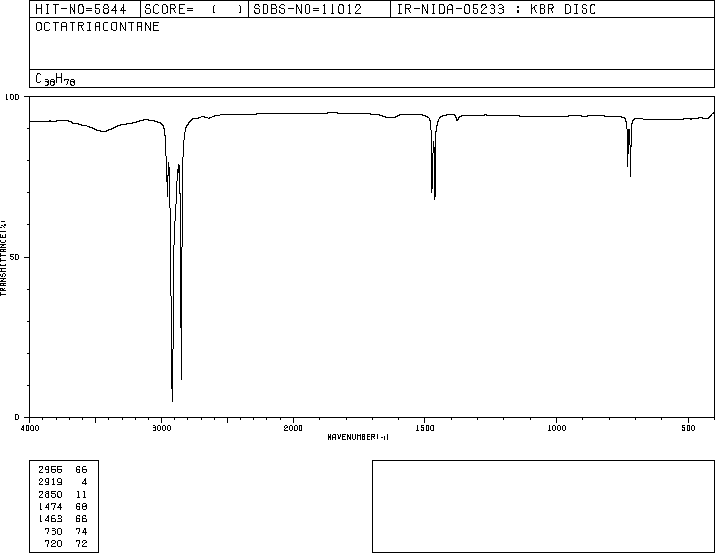 HIT-NO=5844 SCORE= ( ) SDBS-NO=11012 IR-NIDA-05233 : KBR DISC
OCTATRIACONTANE
C38H78
100
50
0
TRANSMITTANCE(%)
4000 3000 2000 1500 1000 500
WAVENUMBER(-1)
2956 66
2919 4
2850 11
1474 68
1463 66
730 74
720 72